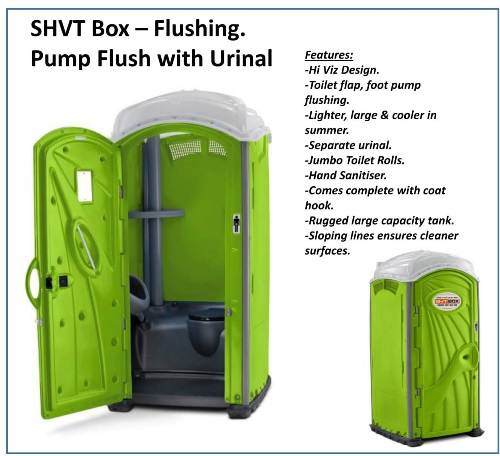 SHVT Box – Flushing.
Pump Flush with Urinal
Features:
-Hi Viz Design.
-Toilet flap, foot pump
flushing.
-Lighter, large & cooler in
summer.
-Separate urinal.
-Jumbo Toilet Rolls.
-Hand Sanitiser.
-Comes complete with coat
hook.
-Rugged large capacity tank.
-Sloping lines ensures cleaner
surfaces.